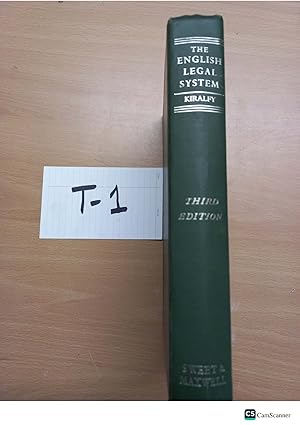 THE
ENGLISH
LEGAL
SYSTEM
KIRALFY
T-1
THIRD
EDITION
SWEET &
MAXWELL
CS CamScanner